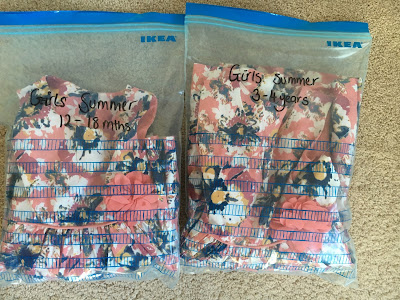 IKEA
Girls Summer
12-18 mths
IKEA
Girls Summer
3-4 years